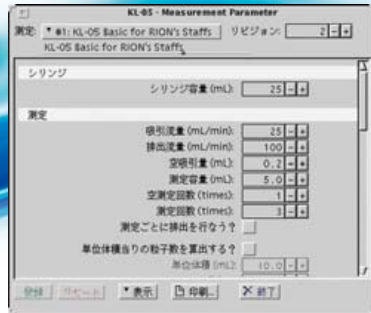 KL-05 - Measurement Parameter
測定: #1: KL-05 Basic for RION's Staffs リビジョン: 2 - +
KL-05 Basic for RION's Staffs
シリンジ
シリンジ容量 (mL): 25 - +
測定
吸引流量 (mL/min): 25 - +
排出流量 (mL/min): 100 - +
空吸引量 (mL): 0.2 - +
測定容量 (mL): 5.0 - +
空測定回数 (times): 1 - +
測定回数 (times): 3 - +
測定ごとに排出を行なう?
単位体積当りの粒子数を算出する?
単位体積 (mL): 10.0 - +
登録 リセット 表示 印刷... 終了